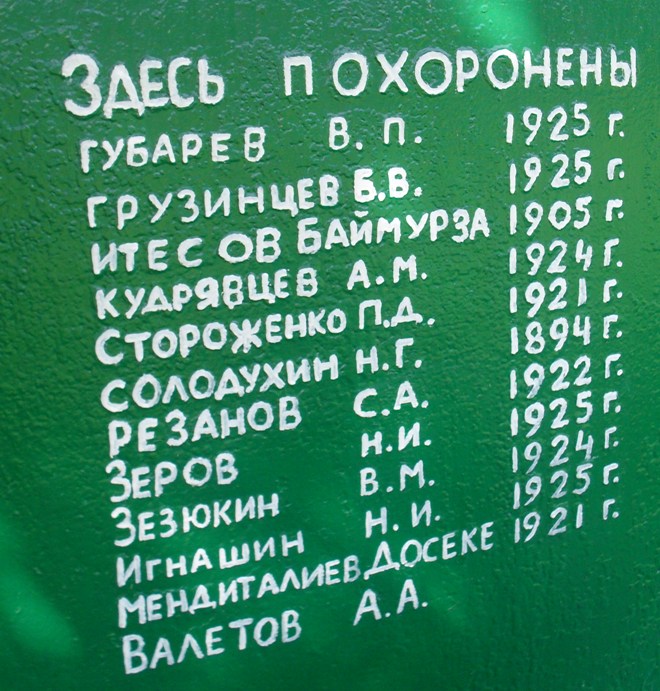 ЗДЕСЬ ПОХОРОНЕНЫ
ГУБАРЕВ В. П. 1925 г.
ГРУЗИНЦЕВ Б.В. 1925 г.
ИТЕСОВ БАЙМУРЗА 1905 г.
КУДРЯВЦЕВ А.М. 1924 г.
СТОРОЖЕНКО П.Д. 1921 г.
СОЛОДУХИН Н.Г. 1894 г.
РЕЗАНОВ С.А. 1922 г.
ЗЕРОВ Н.И. 1925 г.
ЗЕЗЮКИН В.М. 1924 г.
ИГНАШИН Н.И. 1925 г.
МЕНДИТАЛИЕВ ДОСЕКЕ 1921 г.
ВАЛЕТОВ А.А.